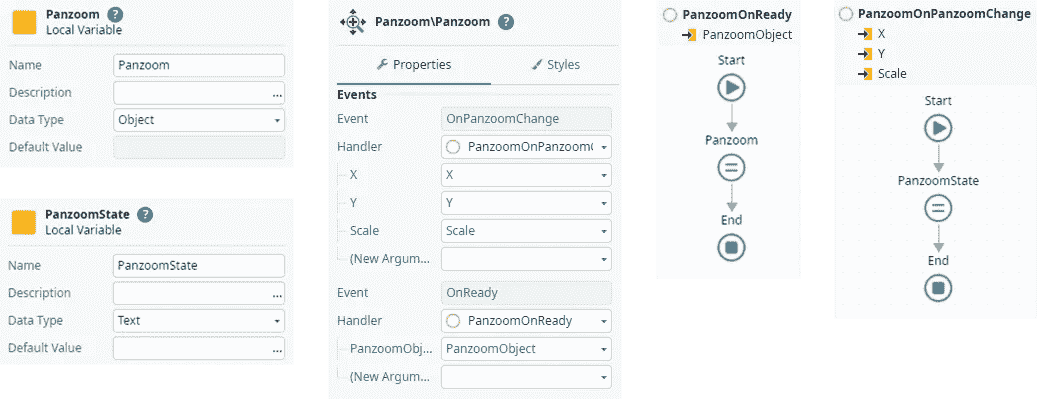 Panzoom ?
Local Variable
Name Panzoom
Description ...
Data Type Object
Default Value
PanzoomState ?
Local Variable
Name PanzoomState
Description ...
Data Type Text
Default Value ...
Panzoom\Panzoom ?
Properties Styles
Events
Event OnPanzoomChange
Handler PanzoomOnPanzoom(
X X
Y Y
Scale Scale
(New Argum...
Event OnReady
Handler PanzoomOnReady
PanzoomObj... PanzoomObject
(New Argum...
PanzoomOnReady
PanzoomObject
Start
Panzoom
End
PanzoomOnPanzoomChange
X
Y
Scale
Start
PanzoomState
End